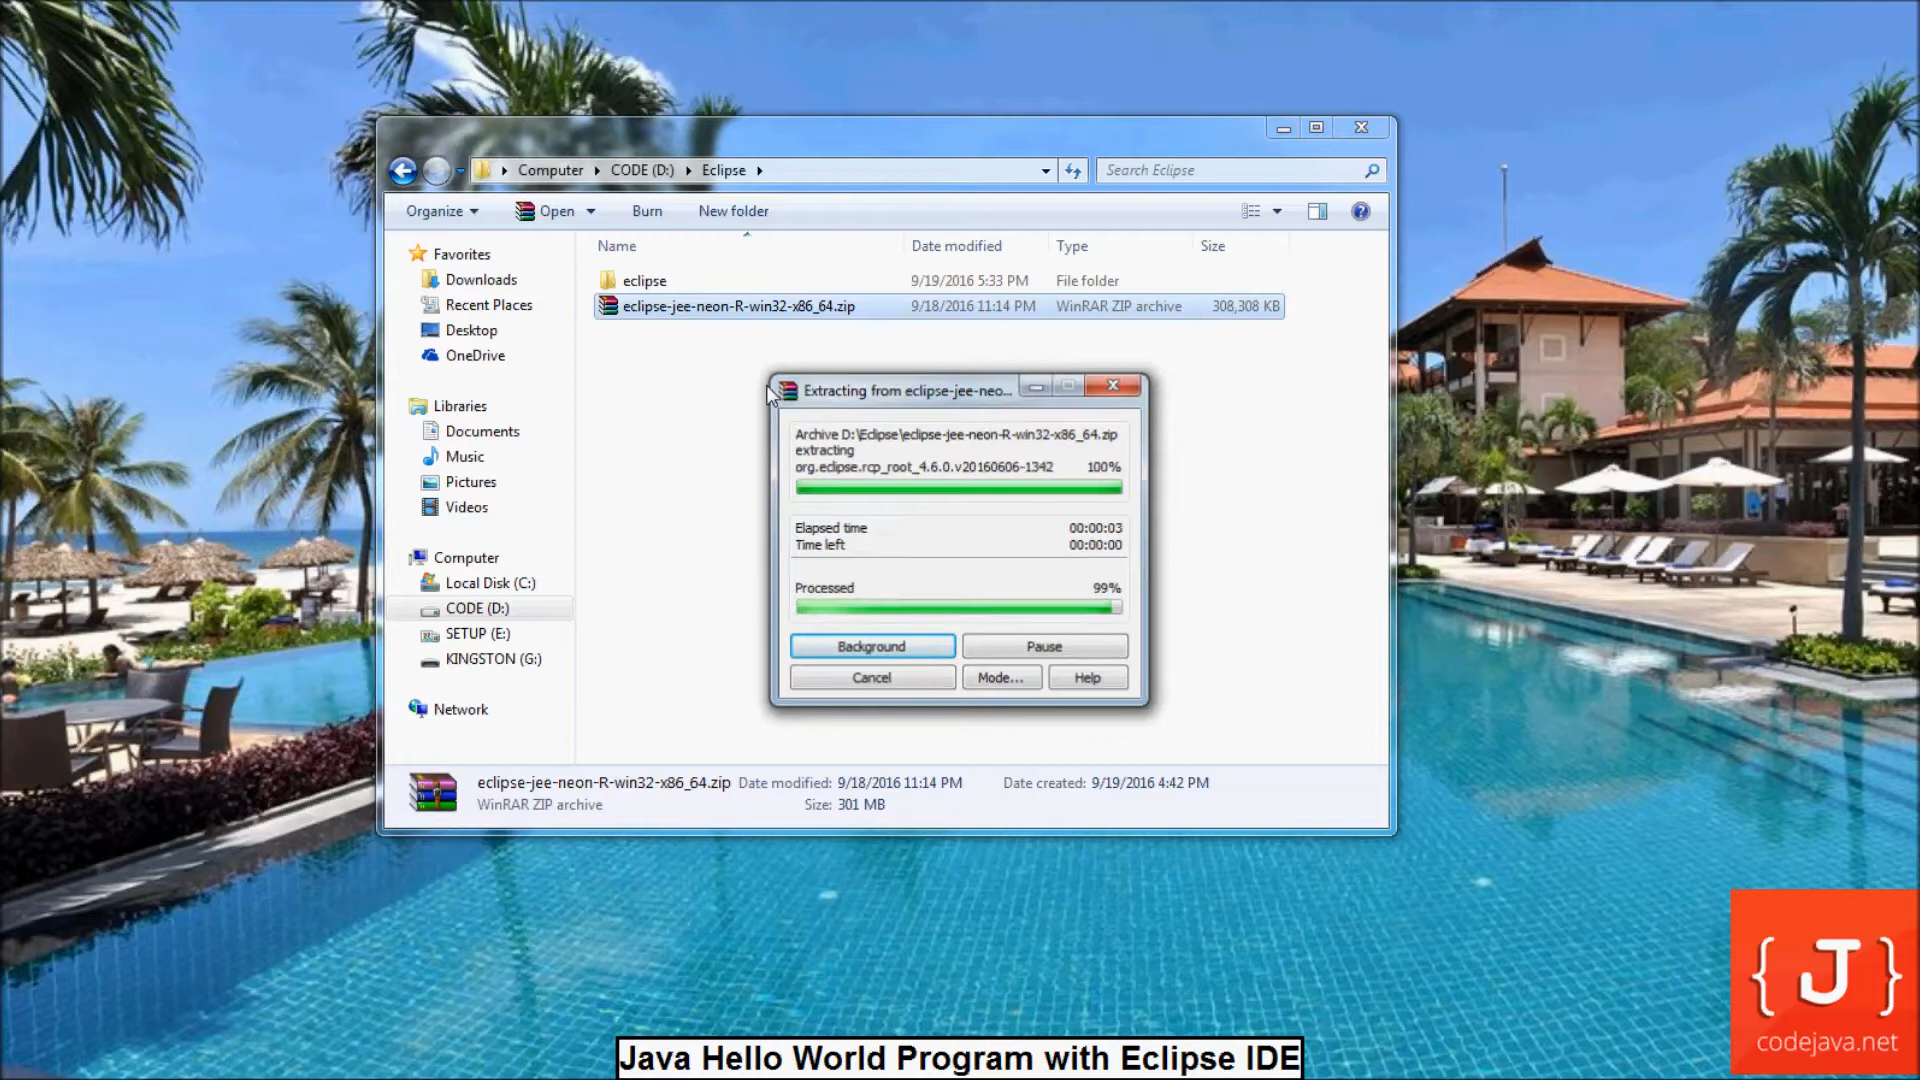 Computer CODE (D:) Eclipse
Search Eclipse
Organize Open Burn New folder
Name Date modified Type Size
eclipse 9/19/2016 5:33 PM File folder
eclipse-jee-neon-R-win32-x86_64.zip 9/18/2016 11:14 PM WinRAR ZIP archive 308,308 KB
Favorites
Downloads
Recent Places
Desktop
OneDrive
Libraries
Documents
Music
Pictures
Videos
Computer
Local Disk (C:)
CODE (D:)
SETUP (E:)
KINGSTON (G:)
Network
Extracting from eclipse-jee-neo...
Archive D:\Eclipse\eclipse-jee-neon-R-win32-x86_64.zip
extracting
org.eclipse.rcp_root_4.6.0.v20160606-1342 100%
Elapsed time 00:00:03
Time left 00:00:00
Processed 99%
Background Pause
Cancel Mode... Help
eclipse-jee-neon-R-win32-x86_64.zip Date modified: 9/18/2016 11:14 PM Date created: 9/19/2016 4:42 PM
WinRAR ZIP archive Size: 301 MB
{ J }
codejava.net
Java Hello World Program with Eclipse IDE